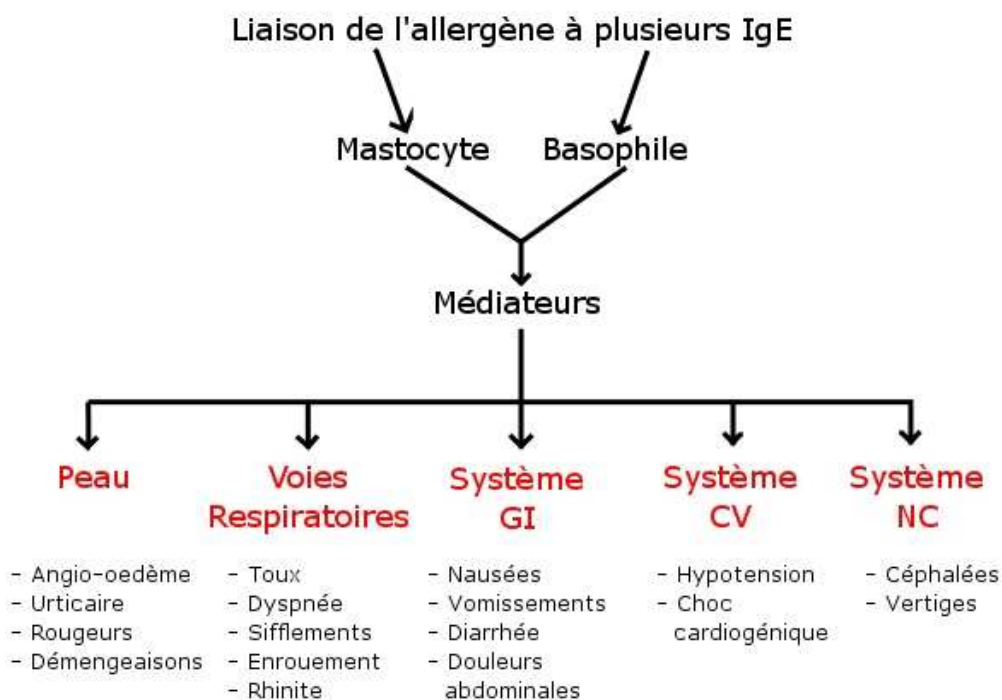 Liaison de l'allergène à plusieurs IgE
Mastocyte
Basophile
Médiateurs
Peau
- Angio-oedème
- Urticaire
- Rougeurs
- Démengeaisons
Voies
Respiratoires
- Toux
- Dyspnée
- Sifflements
- Enrouement
- Rhinite
Système
GI
- Nausées
- Vomissements
- Diarrhée
- Douleurs
abdominales
Système
CV
- Hypotension
- Choc
cardiogénique
Système
NC
- Céphalées
- Vertiges